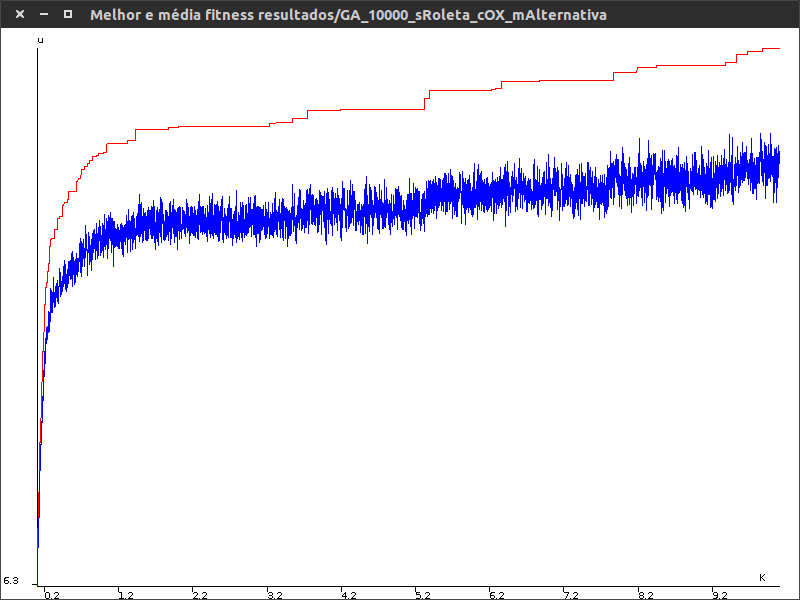 Melhor e média fitness resultados/GA_10000_sRoleta_cOX_mAlternativa
u
6.3
K
0.2 1.2 2.2 3.2 4.2 5.2 6.2 7.2 8.2 9.2